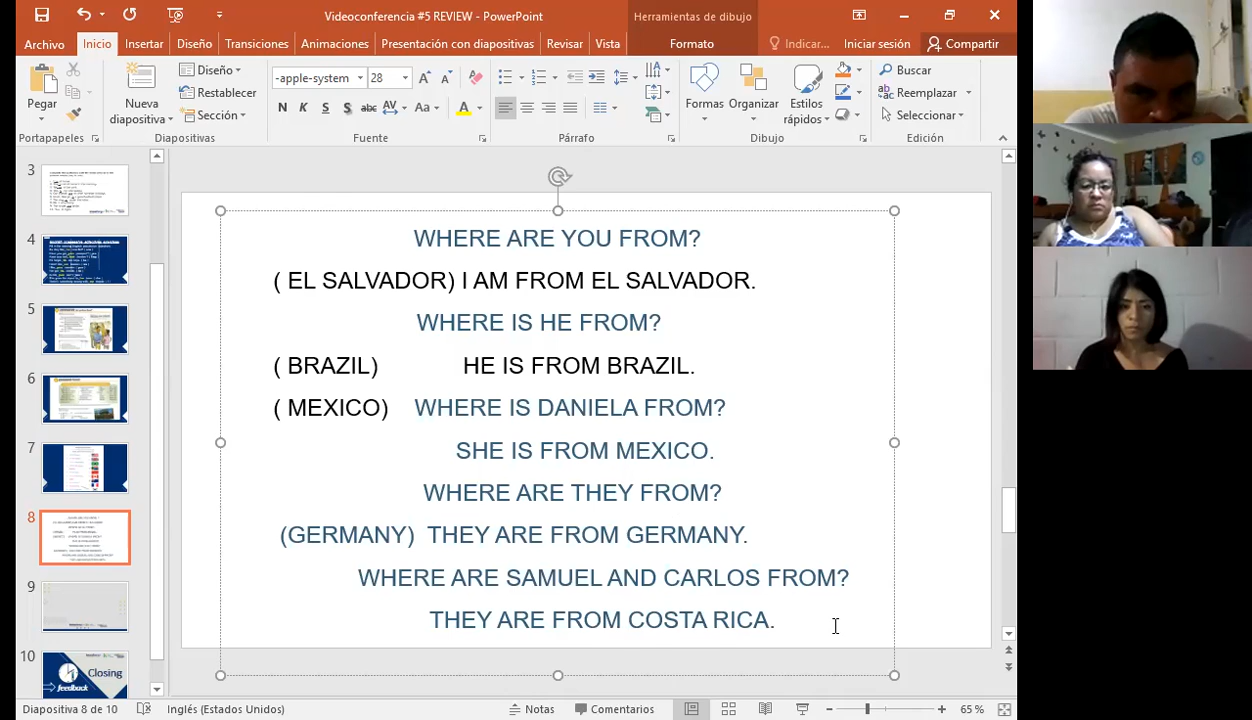 Videoconferencia #5 REVIEW - PowerPoint
Herramientas de dibujo
Archivo
Inicio
Insertar
Diseño
Transiciones
Animaciones
Presentación con diapositivas
Revisar
Vista
Formato
Indicar...
Iniciar sesión
Compartir
Pegar
Portapapeles
Nueva diapositiva
Diseño
Restablecer
Sección
Diapositivas
-apple-system
28
N K S S abc AV Aa A
Fuente
Párrafo
Formas
Organizar
Estilos rápidos
Dibujo
Buscar
Reemplazar
Seleccionar
Edición
3
4
5
6
7
8
9
10
Closing
feedback
WHERE ARE YOU FROM?
( EL SALVADOR) I AM FROM EL SALVADOR.
WHERE IS HE FROM?
( BRAZIL) HE IS FROM BRAZIL.
( MEXICO) WHERE IS DANIELA FROM?
SHE IS FROM MEXICO.
WHERE ARE THEY FROM?
(GERMANY) THEY ARE FROM GERMANY.
WHERE ARE SAMUEL AND CARLOS FROM?
THEY ARE FROM COSTA RICA.
Diapositiva 8 de 10
Inglés (Estados Unidos)
Notas
Comentarios
65 %